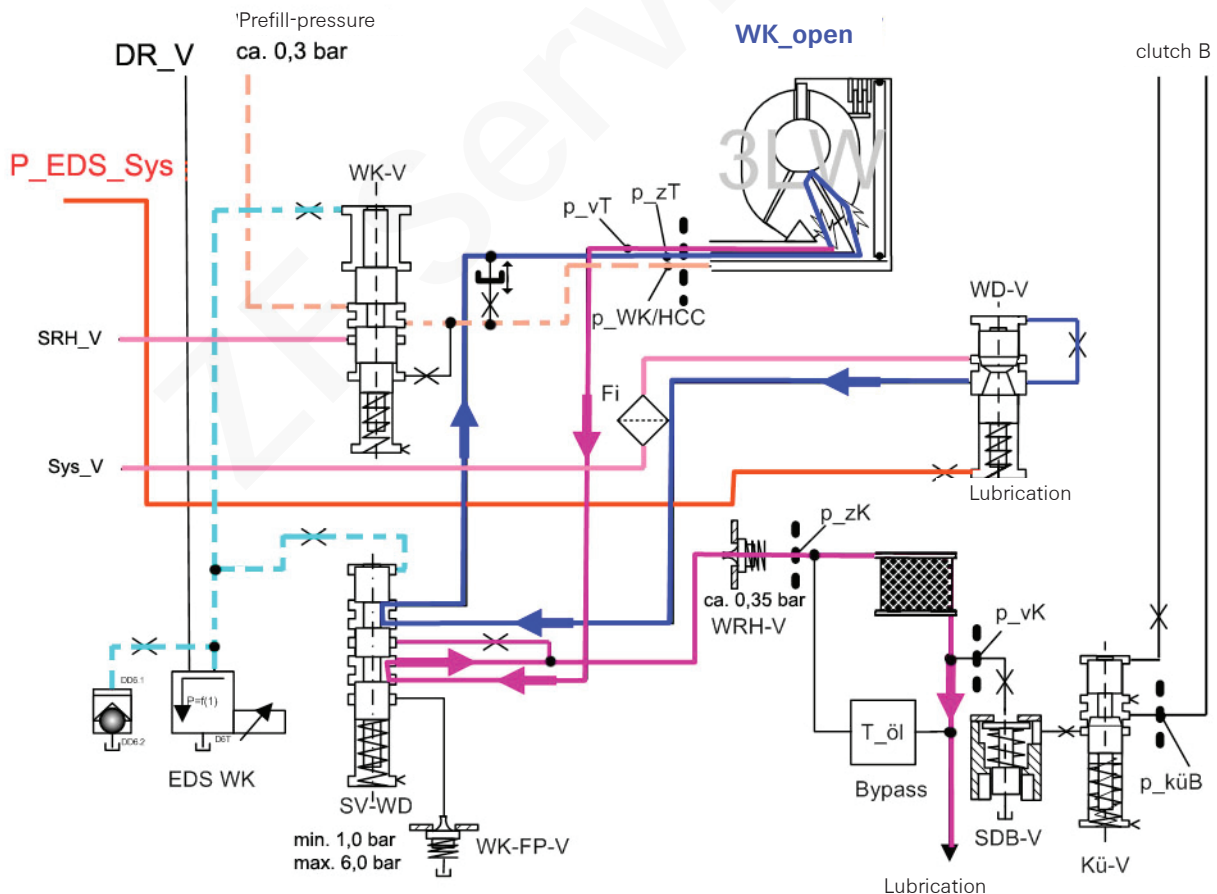 'Prefill-pressure
ca. 0,3 bar
DR_V
WK_open
clutch B
P_EDS_Sys
WK-V
3LW
p_vT
p_zT
WD-V
p_WK/HCC
SRH_V
Fi
Sys_V
Lubrication
p_zK
ca. 0,35 bar
WRH-V
p_vK
DD6.1
P=f(1)
T_öl
DD6.2
D6T
EDS WK
Bypass
p_küB
SV-WD
min. 1,0 bar
max. 6,0 bar
WK-FP-V
SDB-V
Kü-V
Lubrication